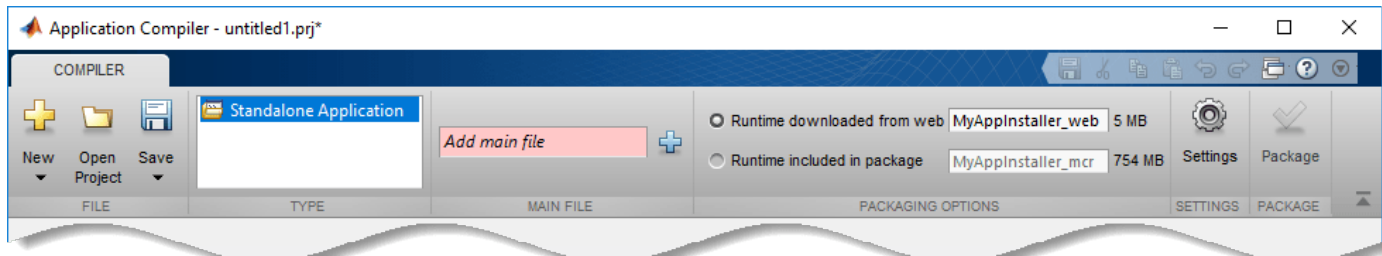 Application Compiler - untitled1.prj*
COMPILER
New
Open
Project
Save
FILE
Standalone Application
TYPE
Add main file
MAIN FILE
Runtime downloaded from web MyAppInstaller_web 5 MB
Runtime included in package MyAppInstaller_mcr 754 MB
PACKAGING OPTIONS
Settings
SETTINGS
Package
PACKAGE